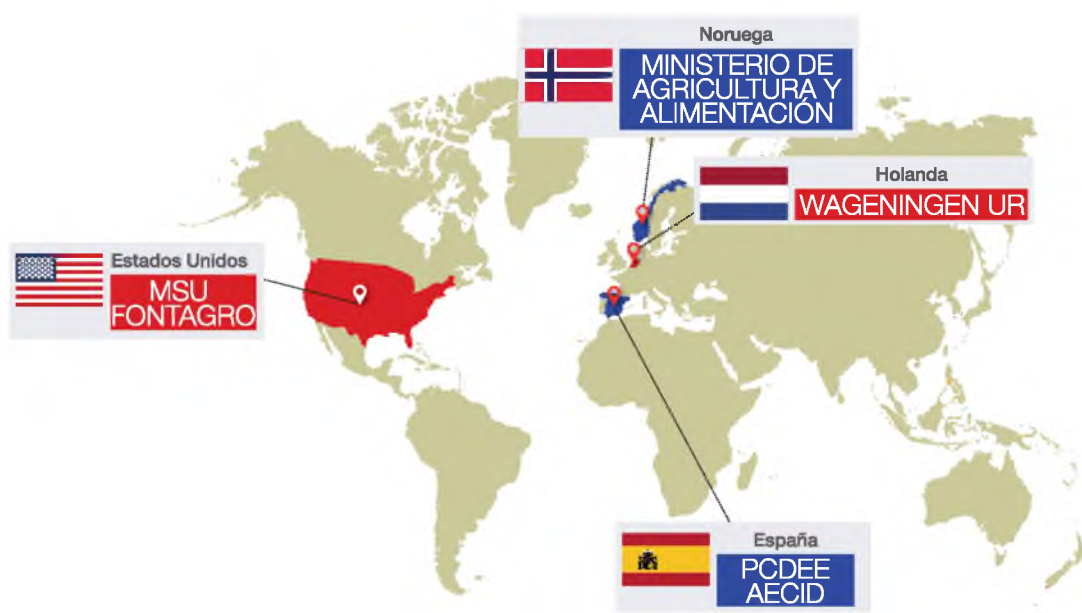 Noruega
MINISTERIO DE
AGRICULTURA Y
ALIMENTACIÓN
Holanda
WAGENINGEN UR
Estados Unidos
MSU
FONTAGRO
España
PCDEE
AECID